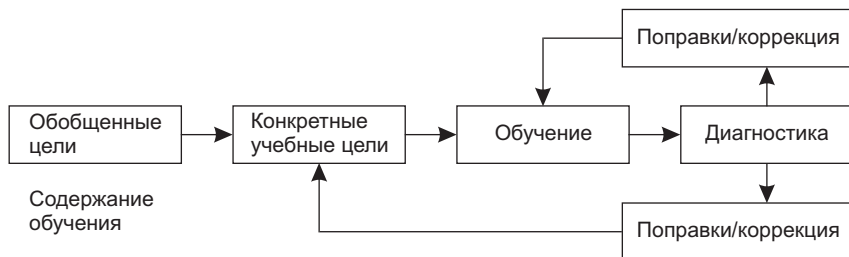 Поправки/коррекция
Обобщенные
цели
Конкретные
учебные цели
Обучение
Диагностика
Содержание
обучения
Поправки/коррекция